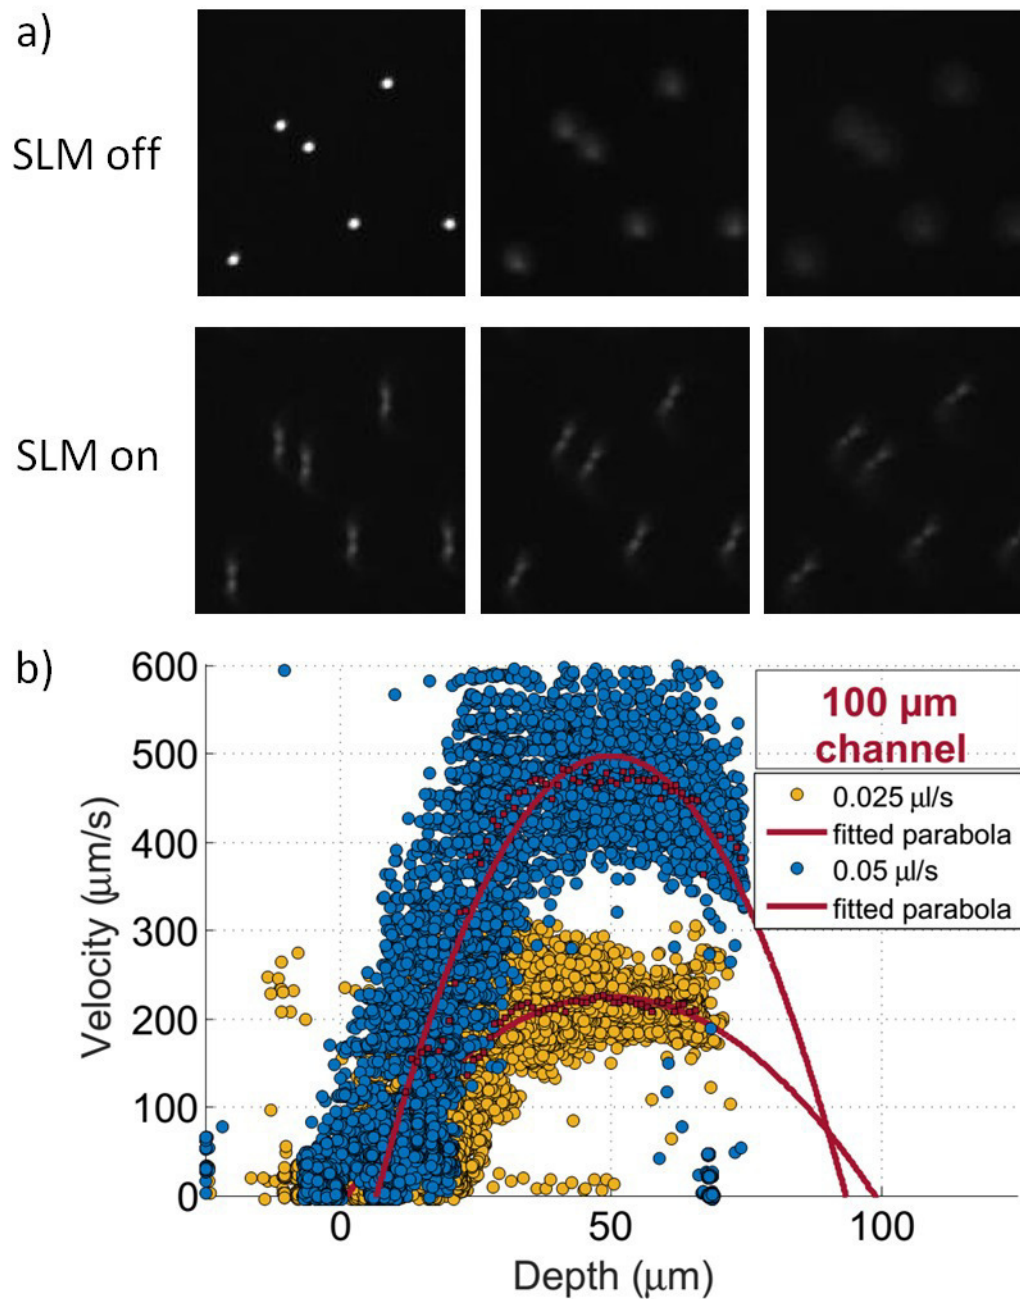 a)
SLM off
SLM on
b)
600
500
400
300
200
100
0
Velocity (μm/s)
0
50
100
Depth (μm)
100 μm
channel
0.025 μl/s
fitted parabola
0.05 μl/s
fitted parabola